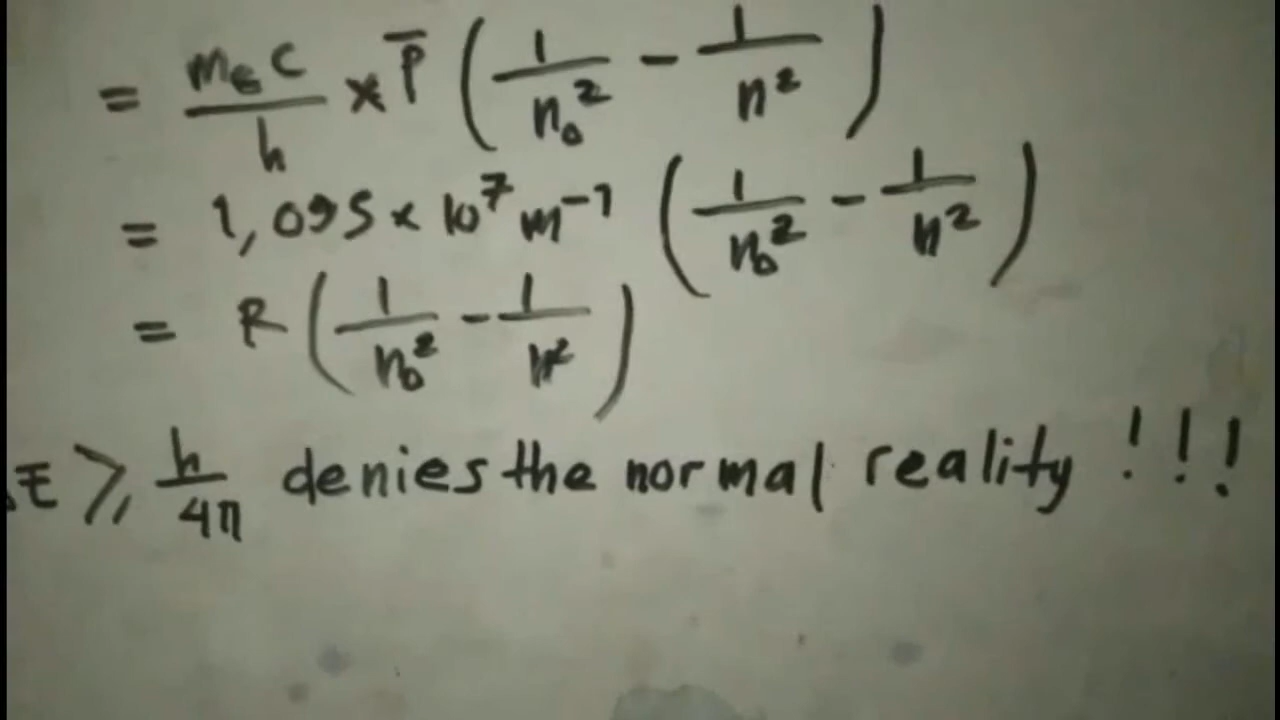 = mₑc/h × P̅ (1/n₀² − 1/n²)
= 1,095 × 10⁷ m⁻¹ (1/n₀² − 1/n²)
= R (1/n₀² − 1/n²)
E ⩾ h/4π denies the normal reality !!!